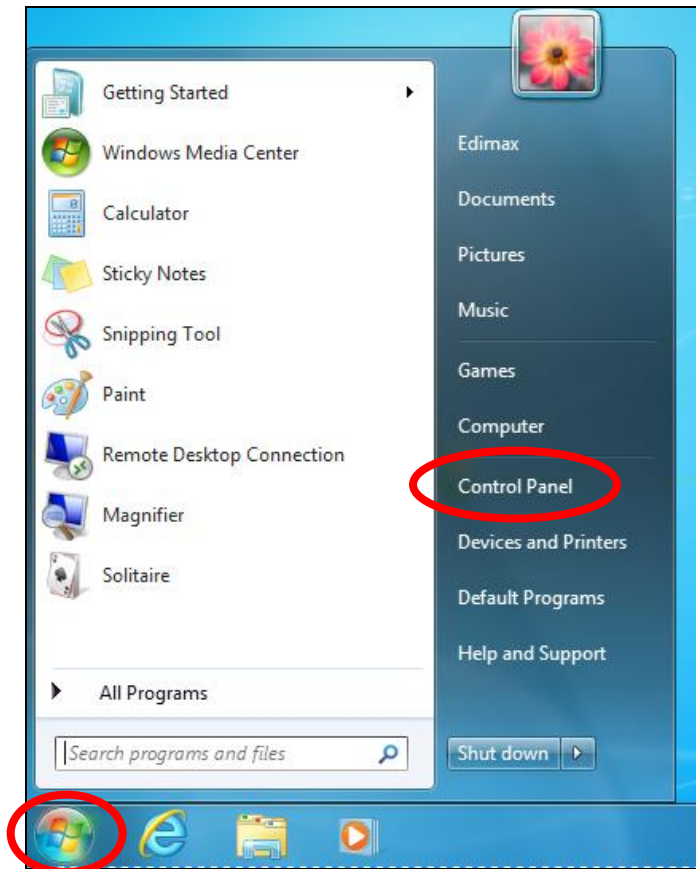 Getting Started
Windows Media Center
Calculator
Sticky Notes
Snipping Tool
Paint
Remote Desktop Connection
Magnifier
Solitaire
All Programs
Search programs and files
Edimax
Documents
Pictures
Music
Games
Computer
Control Panel
Devices and Printers
Default Programs
Help and Support
Shut down